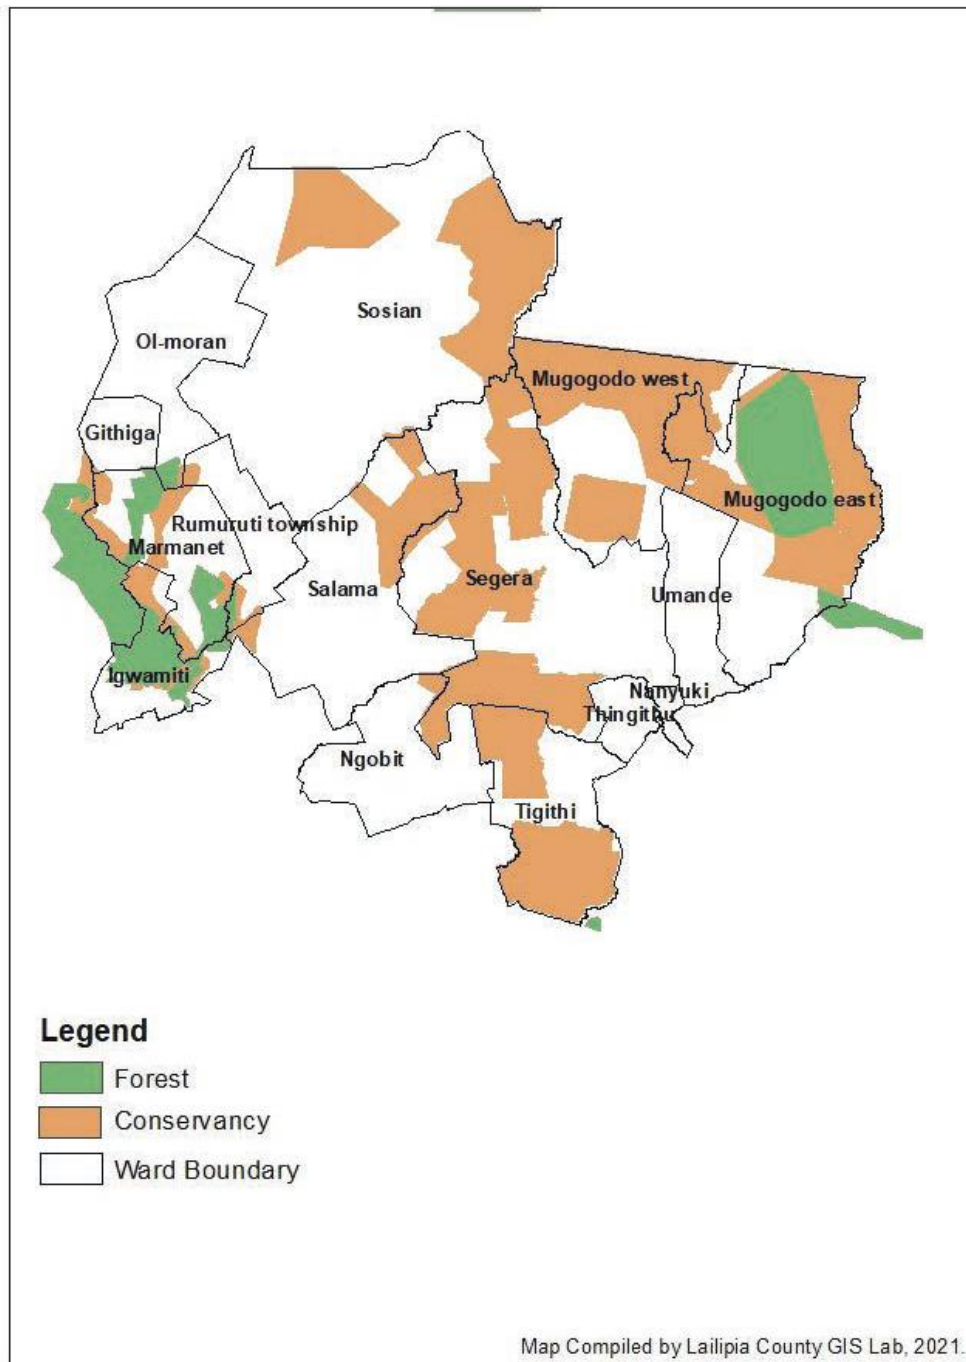 Sosian
Ol-moran
Mugogodo west
Githiga
Mugogodo east
Rumuruti township
Marmanet
Segera
Salama
Umande
Igwamiti
Nanyuki
Thingithu
Ngobit
Tigithi
Legend
Forest
Conservancy
Ward Boundary
Map Compiled by Lailipia County GIS Lab, 2021.